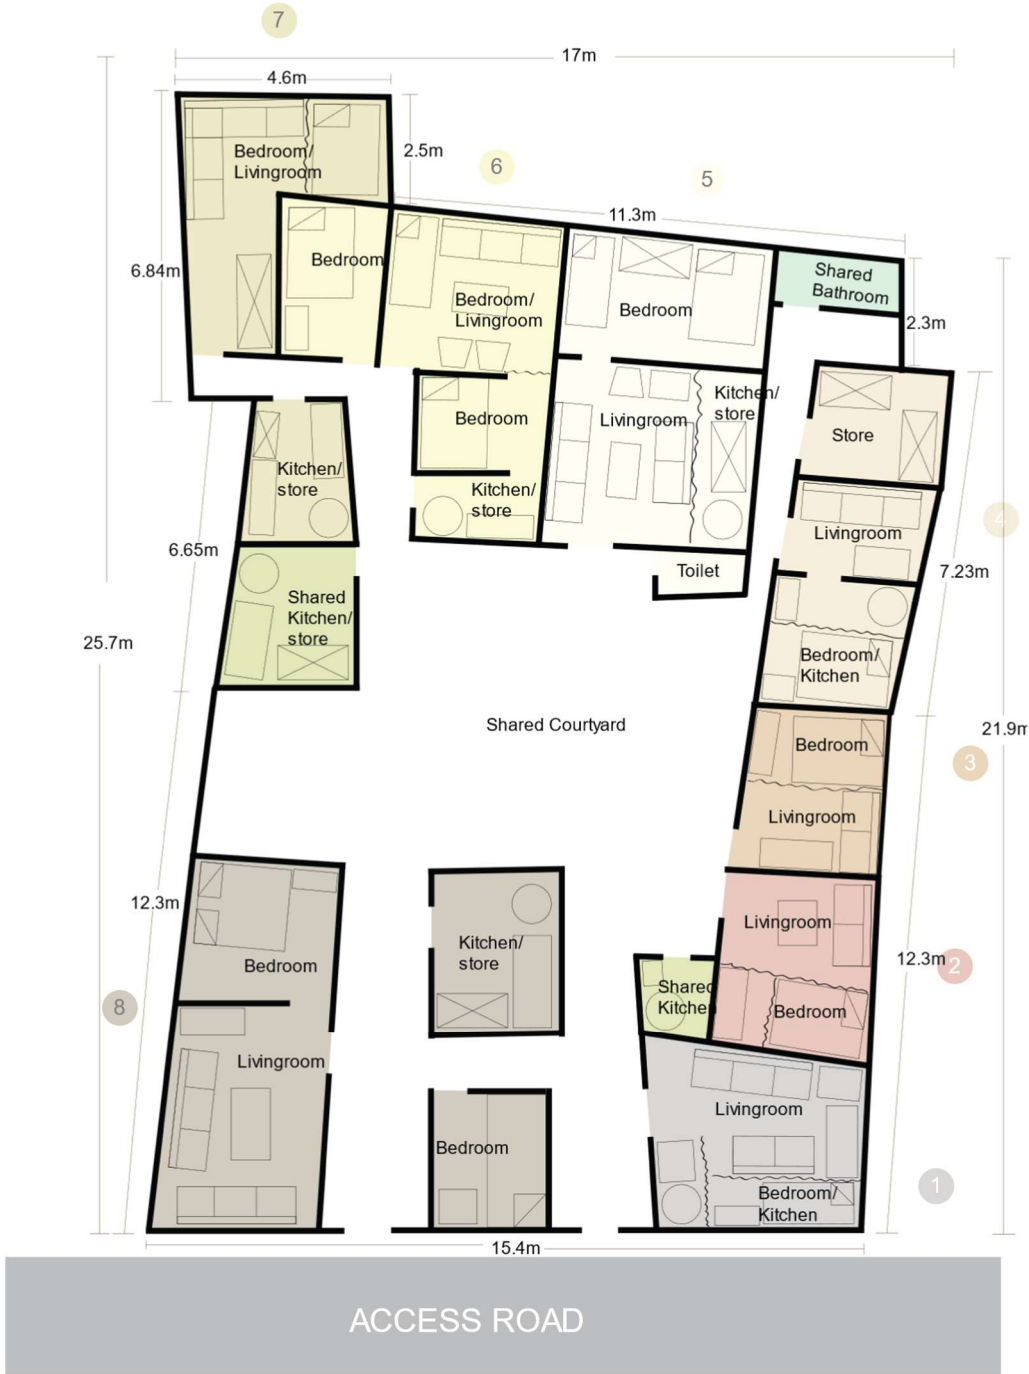 7
17m
4.6m
Bedroom/
Livingroom
2.5m
6
5
11.3m
6.84m
Bedroom
Bedroom/
Livingroom
Bedroom
Shared
Bathroom
2.3m
Bedroom
Livingroom
Kitchen/
store
Store
Kitchen/
store
Kitchen/
store
4
Livingroom
6.65m
Toilet
7.23m
Shared
Kitchen/
store
25.7m
Bedroom/
Kitchen
Shared Courtyard
21.9m
Bedroom
3
Livingroom
12.3m
Livingroom
Kitchen/
store
12.3m
2
Bedroom
8
Shared
Kitchen
Bedroom
Livingroom
Livingroom
Bedroom
1
Bedroom/
Kitchen
15.4m
ACCESS ROAD